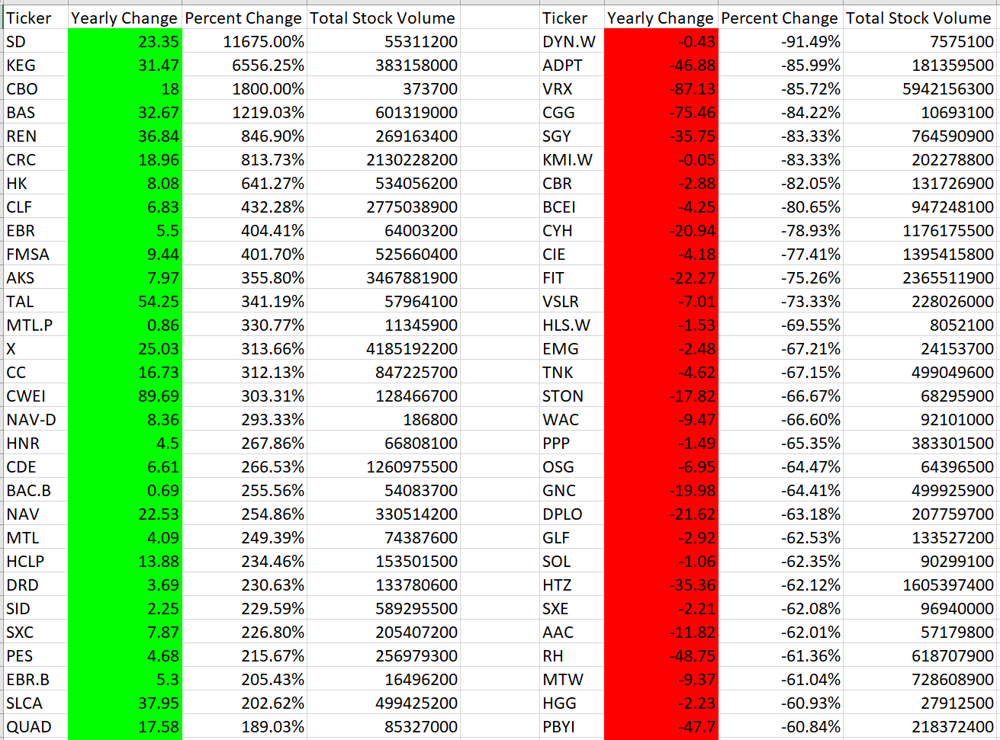 Ticker Yearly Change Percent Change Total Stock Volume Ticker Yearly Change Percent Change Total Stock Volume
SD 23.35 11675.00% 55311200 DYN.W -0.43 -91.49% 7575100
KEG 31.47 6556.25% 383158000 ADPT -46.88 -85.99% 181359500
CBO 18 1800.00% 373700 VRX -87.13 -85.72% 5942156300
BAS 32.67 1219.03% 601319000 CGG -75.46 -84.22% 10693100
REN 36.84 846.90% 269163400 SGY -35.75 -83.33% 764590900
CRC 18.96 813.73% 2130228200 KMI.W -0.05 -83.33% 202278800
HK 8.08 641.27% 534056200 CBR -2.88 -82.05% 131726900
CLF 6.83 432.28% 2775038900 BCEI -4.25 -80.65% 947248100
EBR 5.5 404.41% 64003200 CYH -20.94 -78.93% 1176175500
FMSA 9.44 401.70% 525660400 CIE -4.18 -77.41% 1395415800
AKS 7.97 355.80% 3467881900 FIT -22.27 -75.26% 2365511900
TAL 54.25 341.19% 57964100 VSLR -7.01 -73.33% 228026000
MTL.P 0.86 330.77% 11345900 HLS.W -1.53 -69.55% 8052100
X 25.03 313.66% 4185192200 EMG -2.48 -67.21% 24153700
CC 16.73 312.13% 847225700 TNK -4.62 -67.15% 499049600
CWEI 89.69 303.31% 128466700 STON -17.82 -66.67% 68295900
NAV-D 8.36 293.33% 186800 WAC -9.47 -66.60% 92101000
HNR 4.5 267.86% 66808100 PPP -1.49 -65.35% 383301500
CDE 6.61 266.53% 1260975500 OSG -6.95 -64.47% 64396500
BAC.B 0.69 255.56% 54083700 GNC -19.98 -64.41% 499925900
NAV 22.53 254.86% 330514200 DPLO -21.62 -63.18% 207759700
MTL 4.09 249.39% 74387600 GLF -2.92 -62.53% 133527200
HCLP 13.88 234.46% 153501500 SOL -1.06 -62.35% 90299100
DRD 3.69 230.63% 133780600 HTZ -35.36 -62.12% 1605397400
SID 2.25 229.59% 589295500 SXE -2.21 -62.08% 96940000
SXC 7.87 226.80% 205407200 AAC -11.82 -62.01% 57179800
PES 4.68 215.67% 256979300 RH -48.75 -61.36% 618707900
EBR.B 5.3 205.43% 16496200 MTW -9.37 -61.04% 728608900
SLCA 37.95 202.62% 499425200 HGG -2.23 -60.93% 27912500
QUAD 17.58 189.03% 85327000 PBYI -47.7 -60.84% 218372400